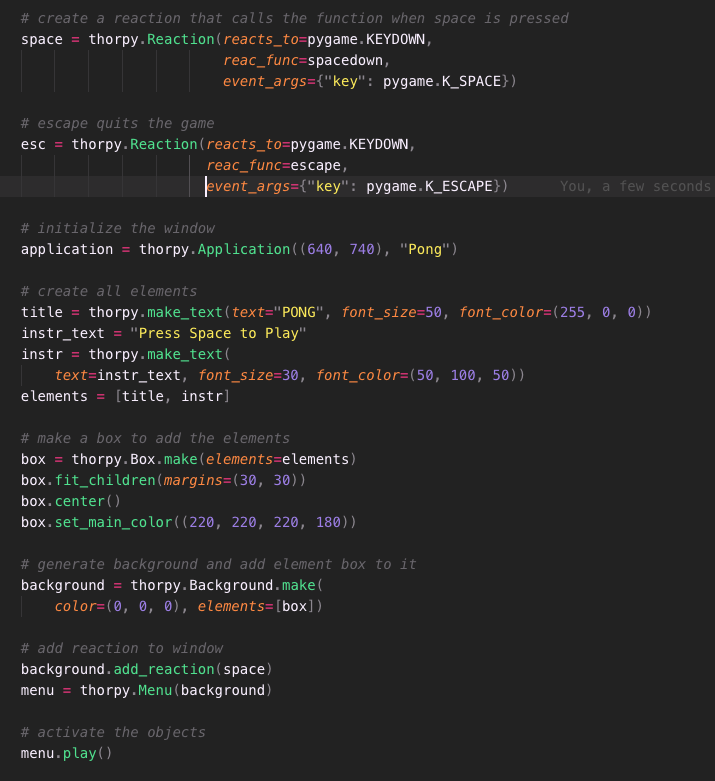 # create a reaction that calls the function when space is pressed
space = thorpy.Reaction(reacts_to=pygame.KEYDOWN,
                        reac_func=spacedown,
                        event_args={"key": pygame.K_SPACE})

# escape quits the game
esc = thorpy.Reaction(reacts_to=pygame.KEYDOWN,
                      reac_func=escape,
                      event_args={"key": pygame.K_ESCAPE})      You, a few seconds

# initialize the window
application = thorpy.Application((640, 740), "Pong")

# create all elements
title = thorpy.make_text(text="PONG", font_size=50, font_color=(255, 0, 0))
instr_text = "Press Space to Play"
instr = thorpy.make_text(
    text=instr_text, font_size=30, font_color=(50, 100, 50))
elements = [title, instr]

# make a box to add the elements
box = thorpy.Box.make(elements=elements)
box.fit_children(margins=(30, 30))
box.center()
box.set_main_color((220, 220, 220, 180))

# generate background and add element box to it
background = thorpy.Background.make(
    color=(0, 0, 0), elements=[box])

# add reaction to window
background.add_reaction(space)
menu = thorpy.Menu(background)

# activate the objects
menu.play()